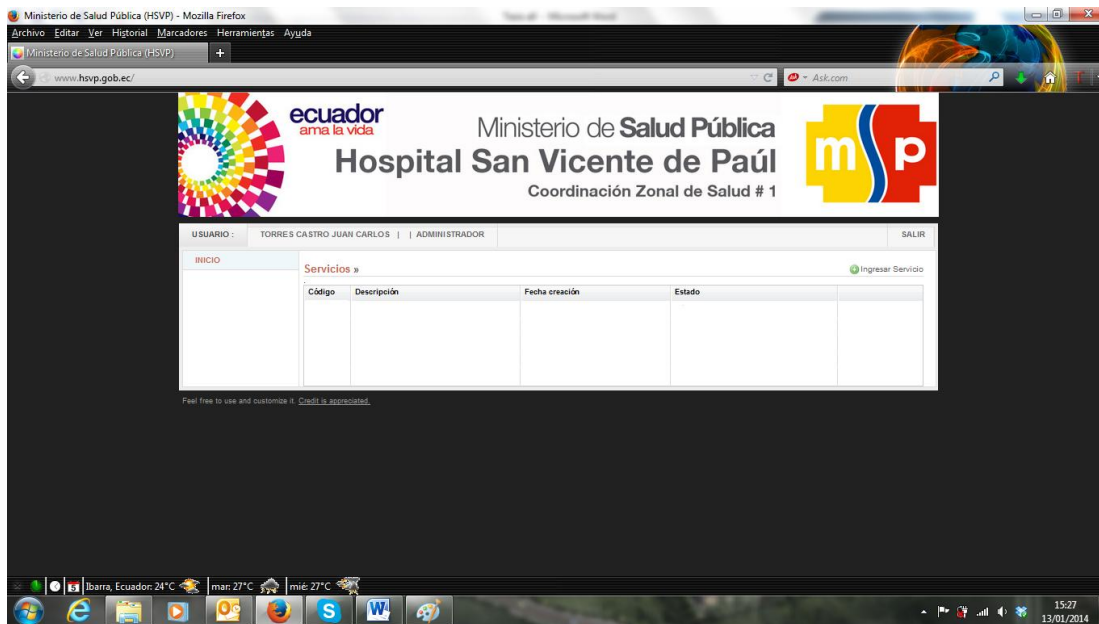 Ministerio de Salud Pública (HSVP) - Mozilla Firefox
Archivo Editar Ver Historial Marcadores Herramientas Ayuda
Ministerio de Salud Pública (HSVP)
www.hsvp.gob.ec/
Ask.com
ecuador
ama la vida
Ministerio de Salud Pública
Hospital San Vicente de Paúl
Coordinación Zonal de Salud # 1
msp
USUARIO : TORRES CASTRO JUAN CARLOS | | ADMINISTRADOR SALIR
INICIO
Servicios » Ingresar Servicio
Código Descripción Fecha creación Estado
Feel free to use and customize it. Credit is appreciated.
5 Ibarra, Ecuador: 24°C mar: 27°C mié: 27°C
15:27
13/01/2014